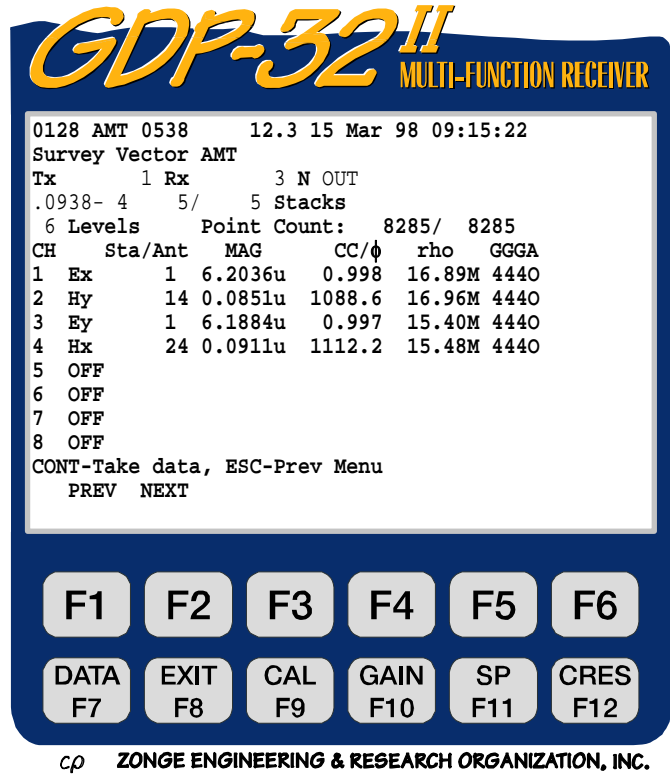 GDP-32 II
MULTI-FUNCTION RECEIVER
0128 AMT 0538 12.3 15 Mar 98 09:15:22
Survey Vector AMT
Tx 1 Rx 3 N OUT
.0938- 4 5/ 5 Stacks
6 Levels Point Count: 8285/ 8285
CH Sta/Ant MAG CC/ϕ rho GGGA
1 Ex 1 6.2036u 0.998 16.89M 444O
2 Hy 14 0.0851u 1088.6 16.96M 444O
3 Ey 1 6.1884u 0.997 15.40M 444O
4 Hx 24 0.0911u 1112.2 15.48M 444O
5 OFF
6 OFF
7 OFF
8 OFF
CONT-Take data, ESC-Prev Menu
PREV NEXT
F1 F2 F3 F4 F5 F6
DATA EXIT CAL GAIN SP CRES
F7 F8 F9 F10 F11 F12
cρ ZONGE ENGINEERING & RESEARCH ORGANIZATION, INC.